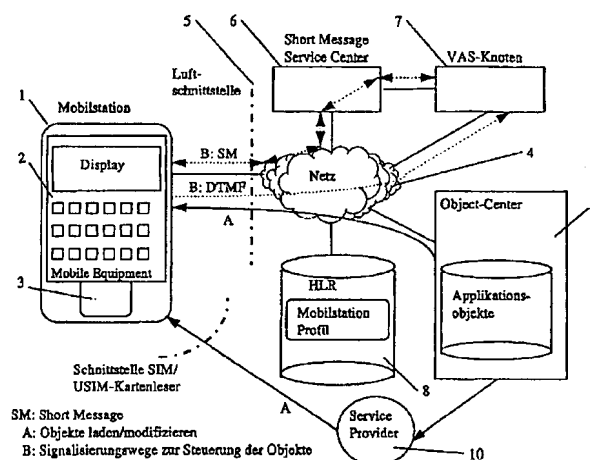 5
6
7
Short Message
Service Center
VAS-Knoten
Luft-
schnittstelle
1
Mobilstation
2
Display
B: SM
Netz
4
B: DTMF
A
Object-Center
Mobile Equipment
3
HLR
Mobilstation
Profil
Applikations-
objekte
8
Schnittstelle SIM/
USIM-Kartenleser
A
SM: Short Message
A: Objekte laden/modifizieren
B: Signalisierungswege zur Steuerung der Objekte
Service
Provider
10